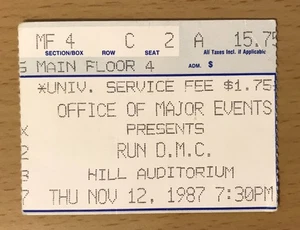 MF 4 C 2 A 15.75
SECTION/BOX ROW SEAT All Taxes Incl. if Applicable
MAIN FLOOR 4 ADM. $
*UNIV. SERVICE FEE $1.75
OFFICE OF MAJOR EVENTS
PRESENTS
RUN D.M.C.
HILL AUDITORIUM
THU NOV 12, 1987 7:30PM